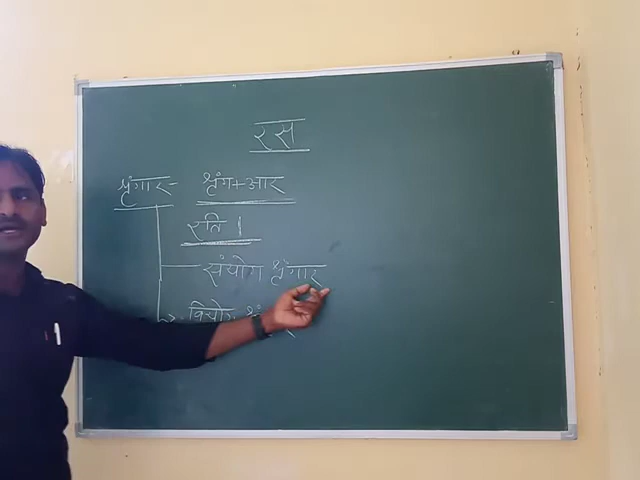 रस
श्रृंगार- श्रृंग+आर
रति ।
संयोग श्रृंगार
वियोग